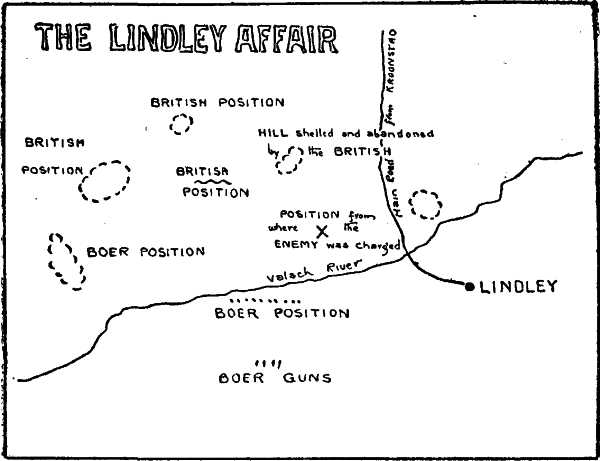 THE LINDLEY AFFAIR
Main Road from KROONSTAD
BRITISH POSITION
HILL shelled and abandoned
by the BRITISH
BRITISH
POSITION
BRITISH
POSITION
POSITION from
where X the
ENEMY was charged
BOER POSITION
Valsch River
LINDLEY
BOER POSITION
BOER GUNS